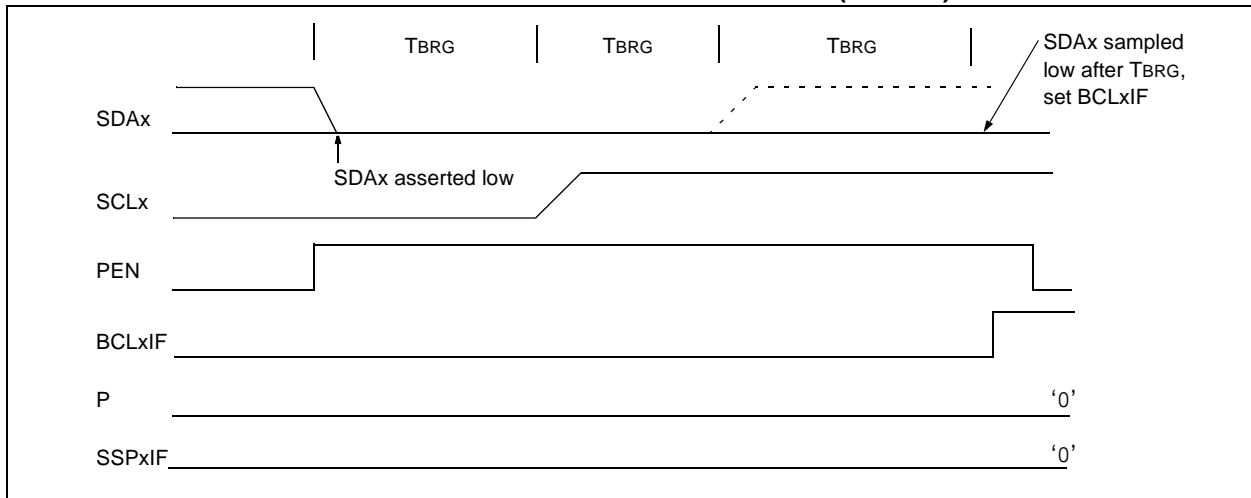 TBRG TBRG TBRG
SDAx sampled
low after TBRG,
set BCLxIF
SDAx
SDAx asserted low
SCLx
PEN
BCLxIF
P
‘0’
SSPxIF
‘0’